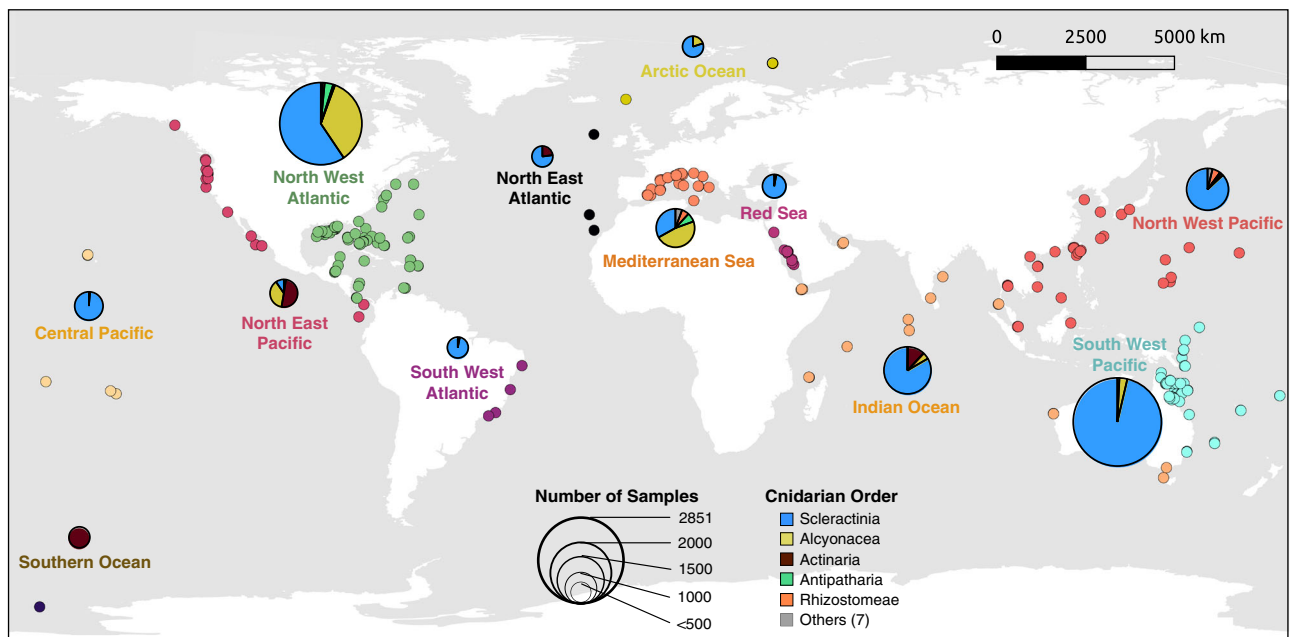 0 2500 5000 km
Arctic Ocean
North West
Atlantic
North East
Atlantic
Red Sea
North West Pacific
Mediterranean Sea
Central Pacific
North East
Pacific
South West
Atlantic
South West
Pacific
Indian Ocean
Southern Ocean
Number of Samples
2851
2000
1500
1000
<500
Cnidarian Order
Scleractinia
Alcyonacea
Actinaria
Antipatharia
Rhizostomeae
Others (7)